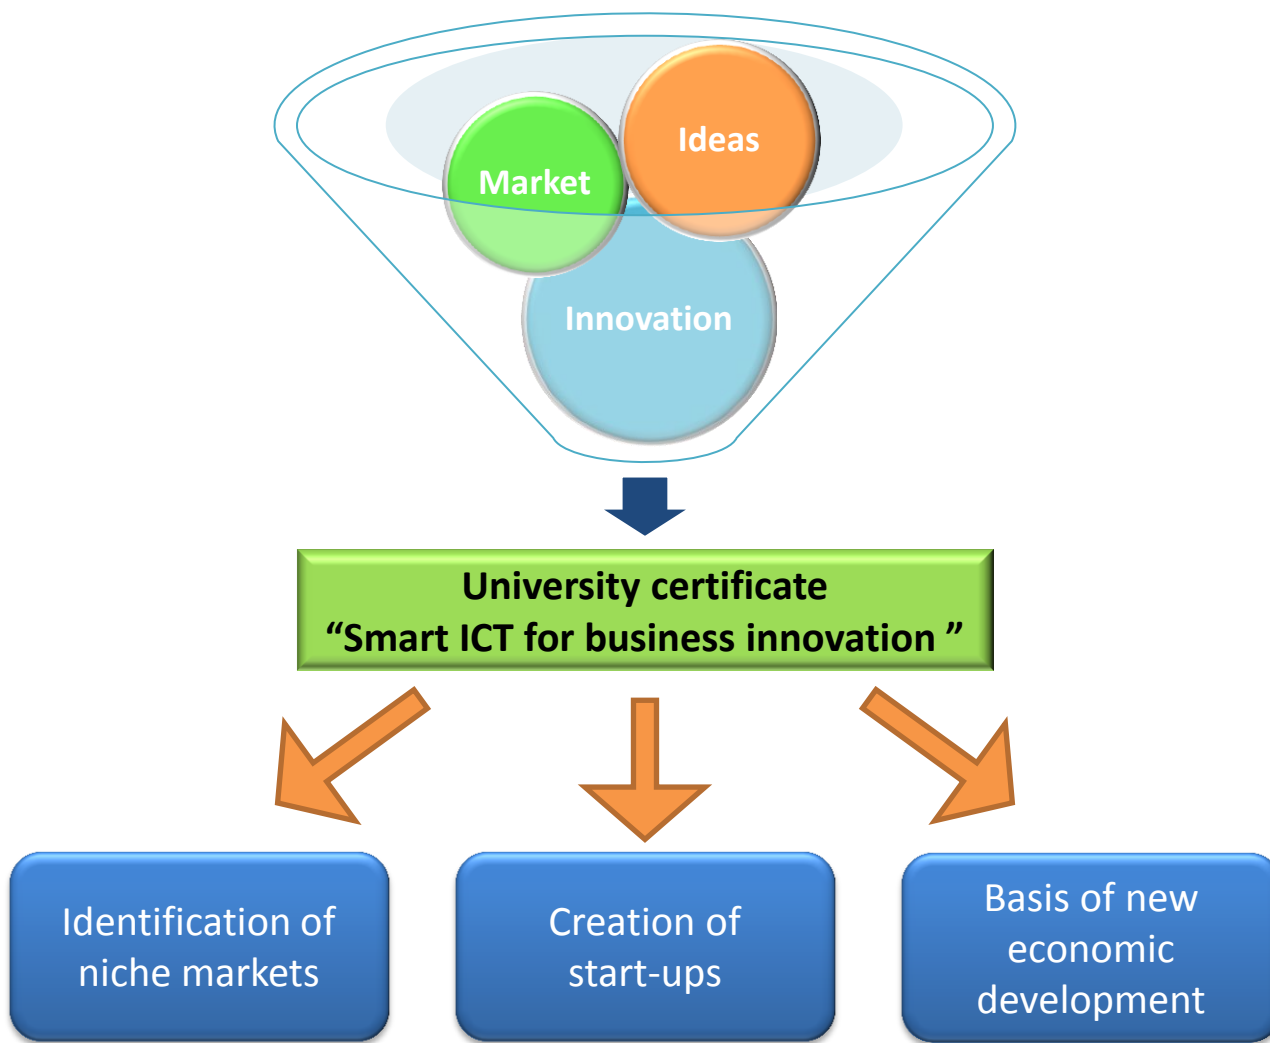 Ideas
Market
Innovation
University certificate
“Smart ICT for business innovation ”
Identification of
niche markets
Creation of
start-ups
Basis of new
economic
development